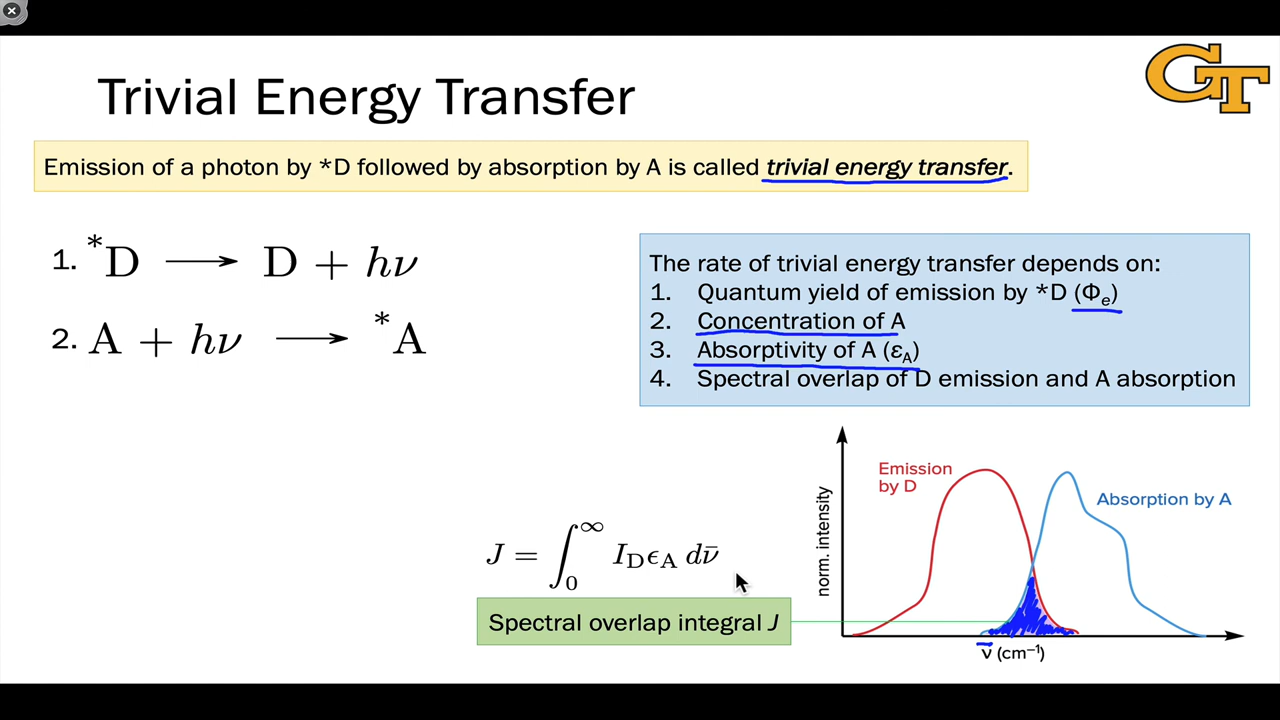 GT
Trivial Energy Transfer
Emission of a photon by *D followed by absorption by A is called trivial energy transfer.
1. *D ⟶ D + hν
2. A + hν ⟶ *A
The rate of trivial energy transfer depends on:
1. Quantum yield of emission by *D (Φe)
2. Concentration of A
3. Absorptivity of A (εA)
4. Spectral overlap of D emission and A absorption
J = ∫₀^∞ I_D ϵ_A dν̄
Spectral overlap integral J
norm. intensity
Emission
by D
Absorption by A
ν̄ (cm⁻¹)